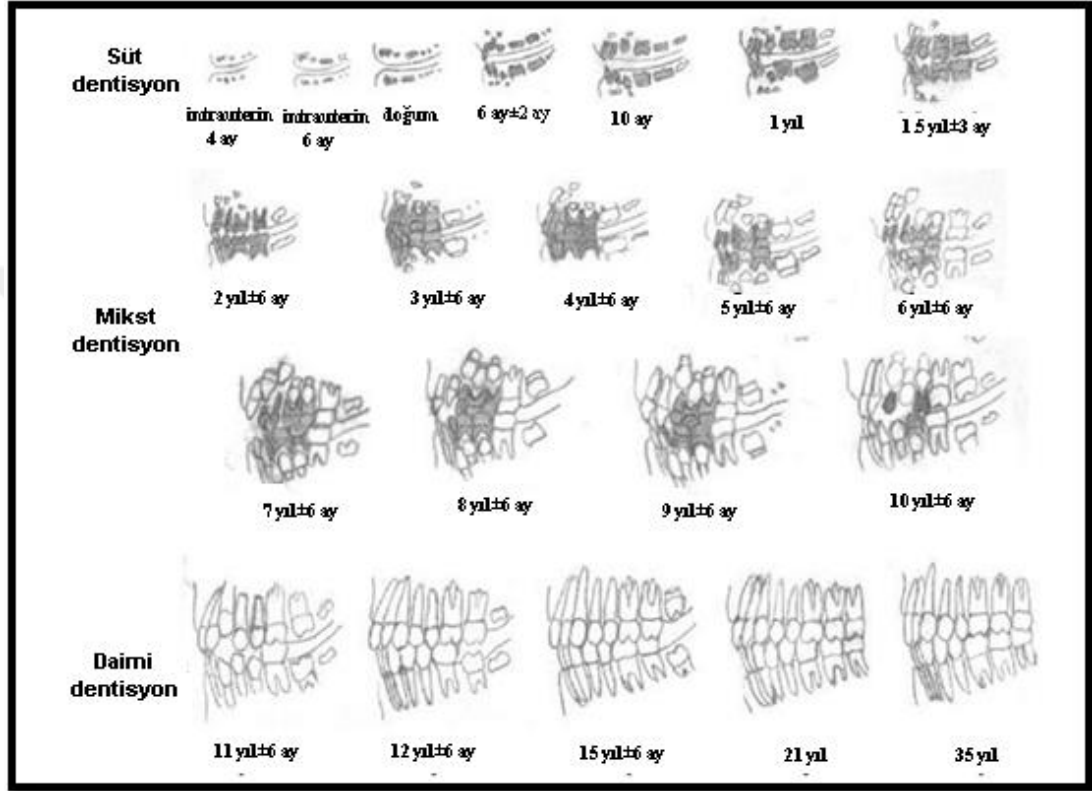 Süt
dentisyon
intrauterin
4 ay
intrauterin
6 ay
doğum
6 ay±2 ay
10 ay
1 yıl
1.5 yıl±3 ay
2 yıl±6 ay
3 yıl±6 ay
4 yıl±6 ay
5 yıl±6 ay
6 yıl±6 ay
Mikst
dentisyon
7 yıl±6 ay
8 yıl±6 ay
9 yıl±6 ay
10 yıl±6 ay
Daimi
dentisyon
11 yıl±6 ay
12 yıl±6 ay
15 yıl±6 ay
21 yıl
35 yıl